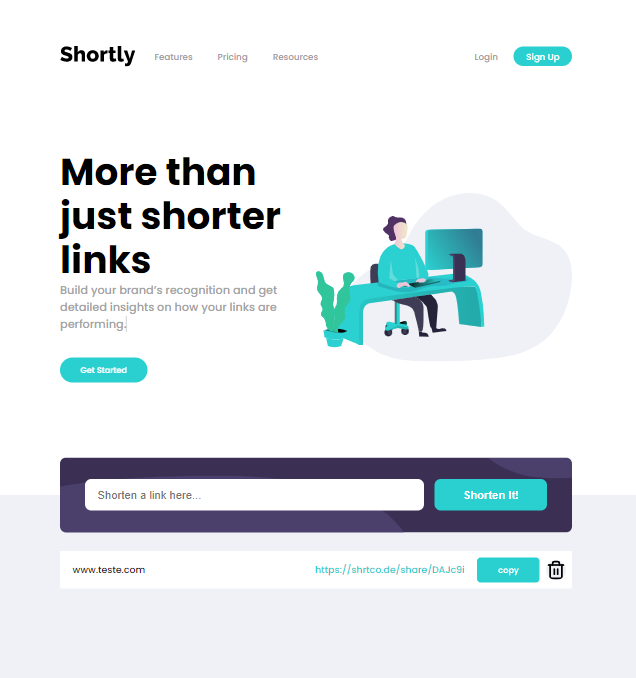 Shortly Features Pricing Resources Login Sign Up
More than
just shorter
links
Build your brand's recognition and get
detailed insights on how your links are
performing.
Get Started
Shorten a link here... Shorten It!
www.teste.com https://shrtco.de/share/DAJc9i copy